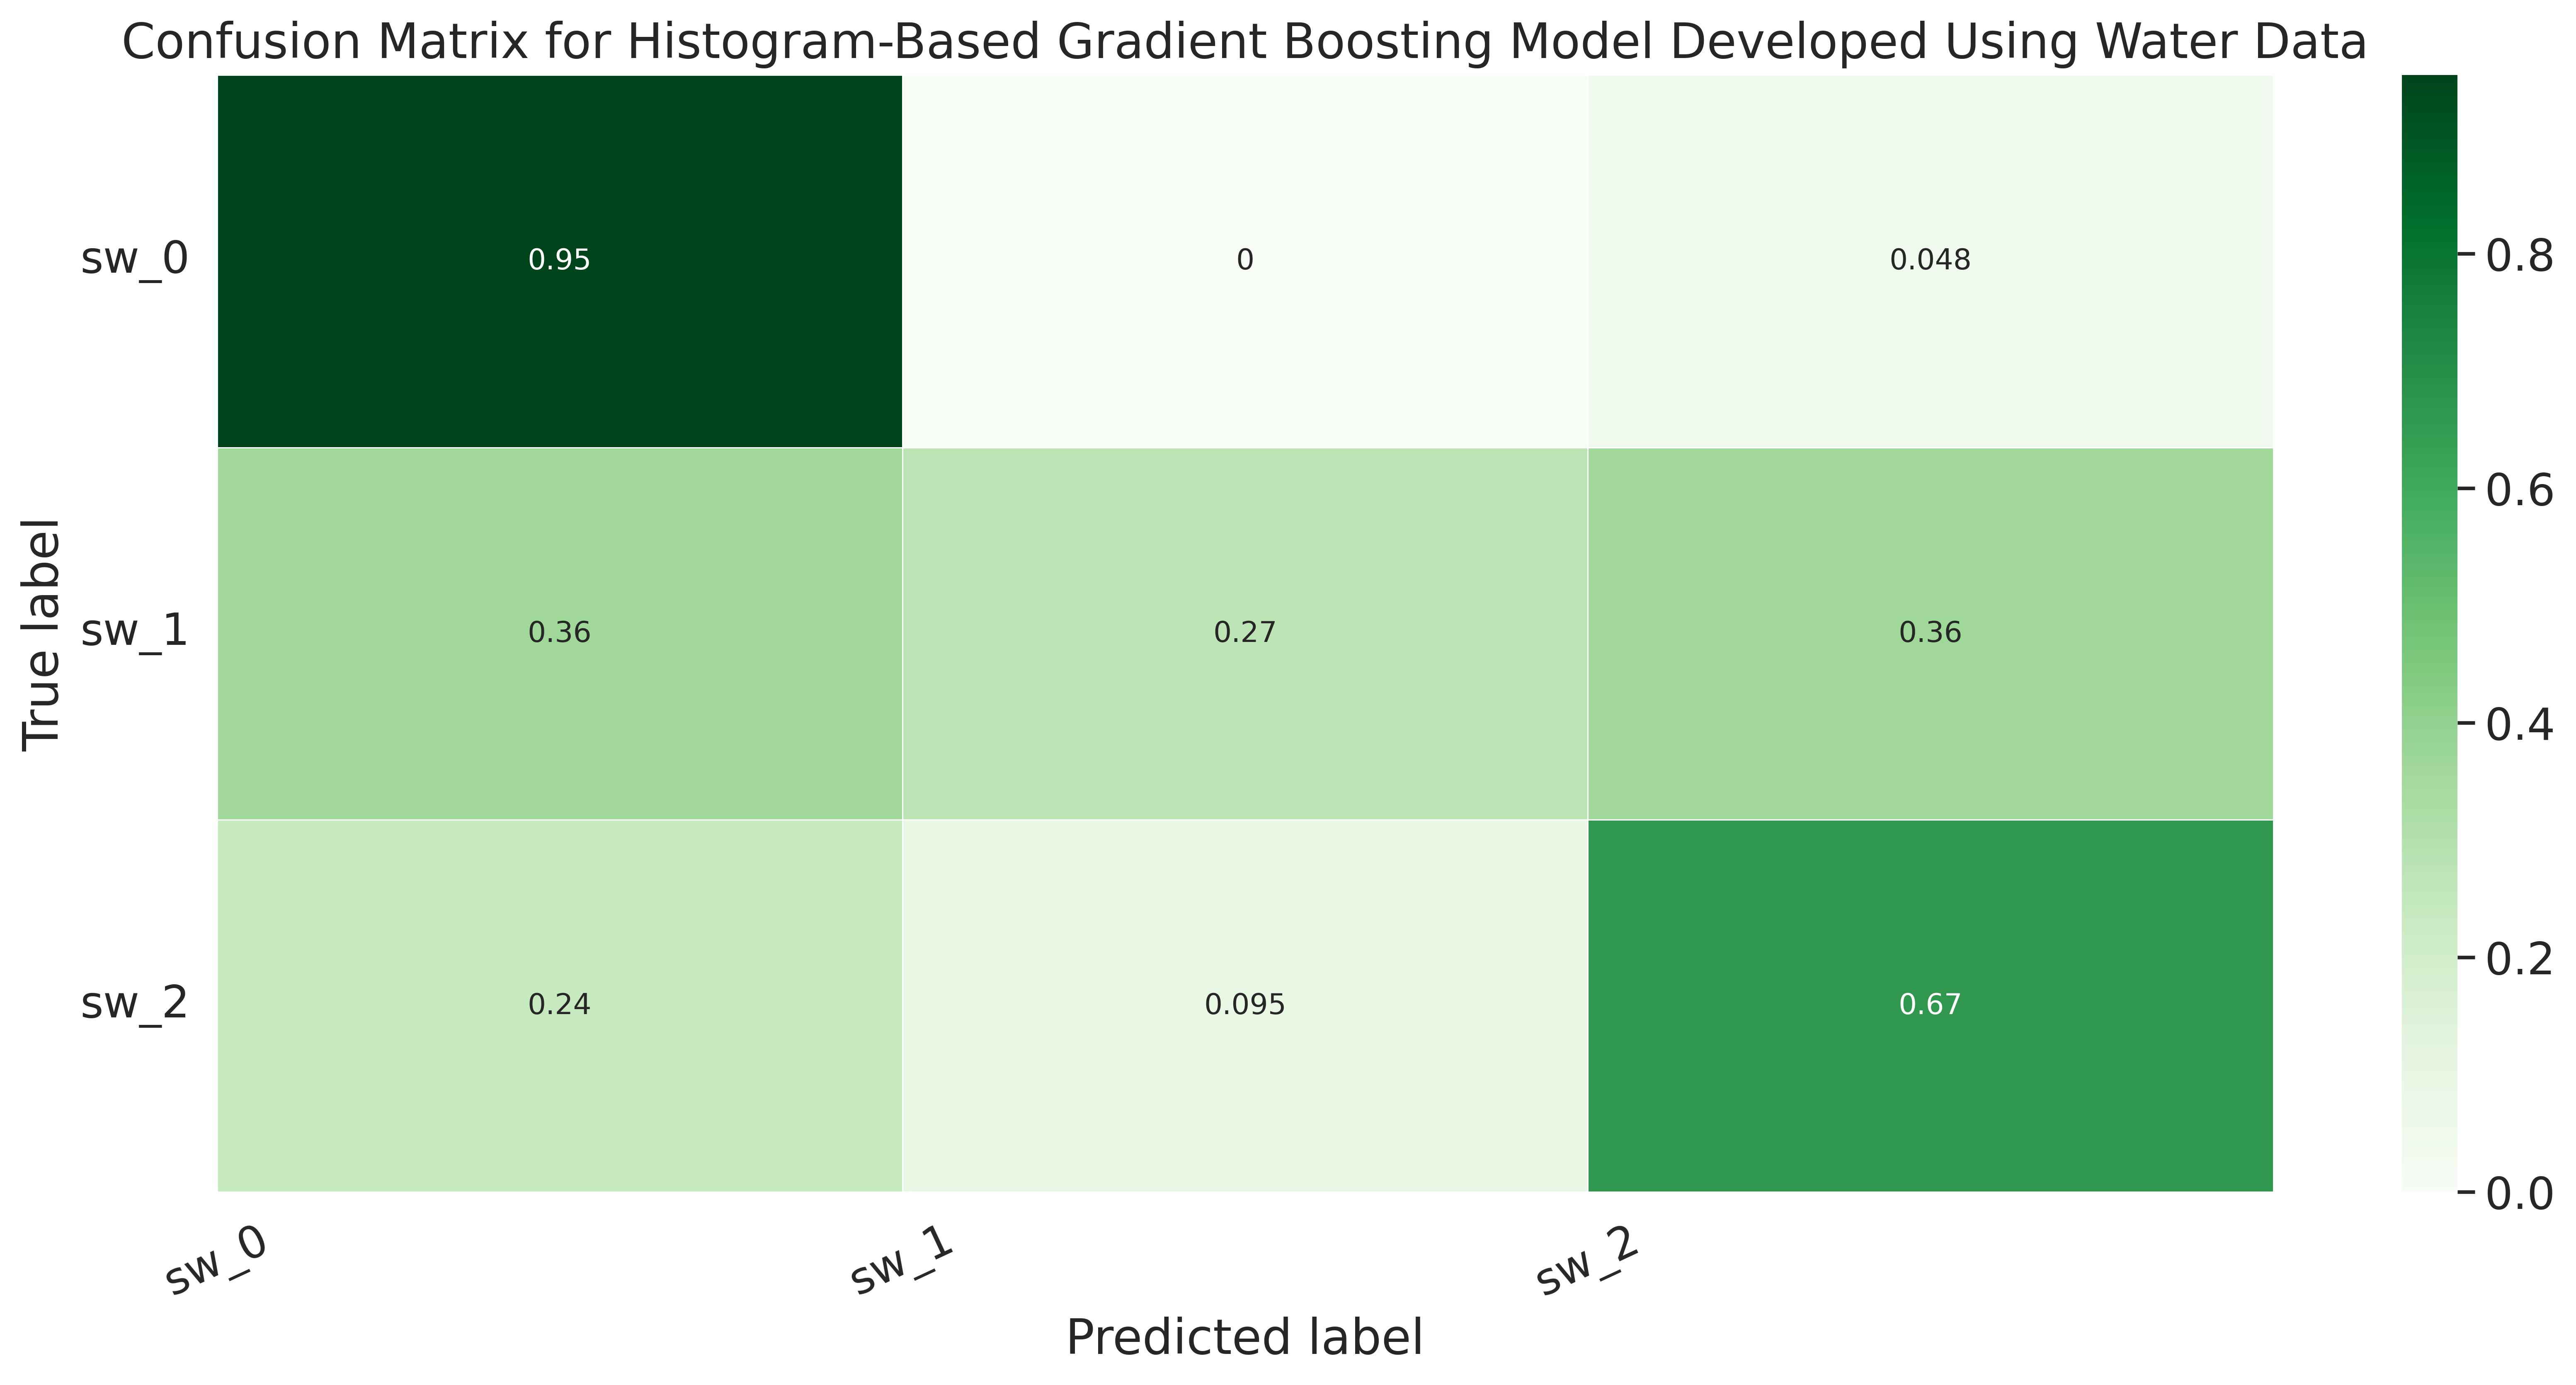 Confusion Matrix for Histogram-Based Gradient Boosting Model Developed Using Water Data
True label
sw_0
0.95
0
0.048
sw_1
0.36
0.27
0.36
sw_2
0.24
0.095
0.67
sw_0
sw_1
sw_2
Predicted label
0.8
0.6
0.4
0.2
0.0